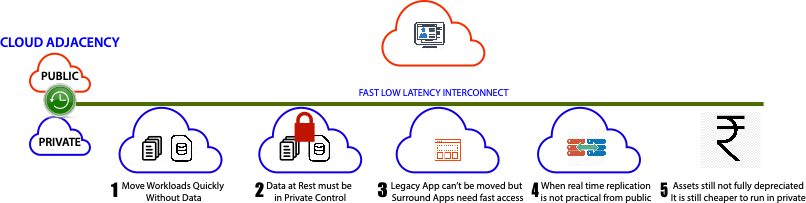 CLOUD ADJACENCY
PUBLIC
FAST LOW LATENCY INTERCONNECT
PRIVATE
1 Move Workloads Quickly
Without Data
2 Data at Rest must be
in Private Control
3 Legacy App can't be moved but
Surround Apps need fast access
4 When real time replication
is not practical from public
5 Assets still not fully depreciated
It is still cheaper to run in private
₹